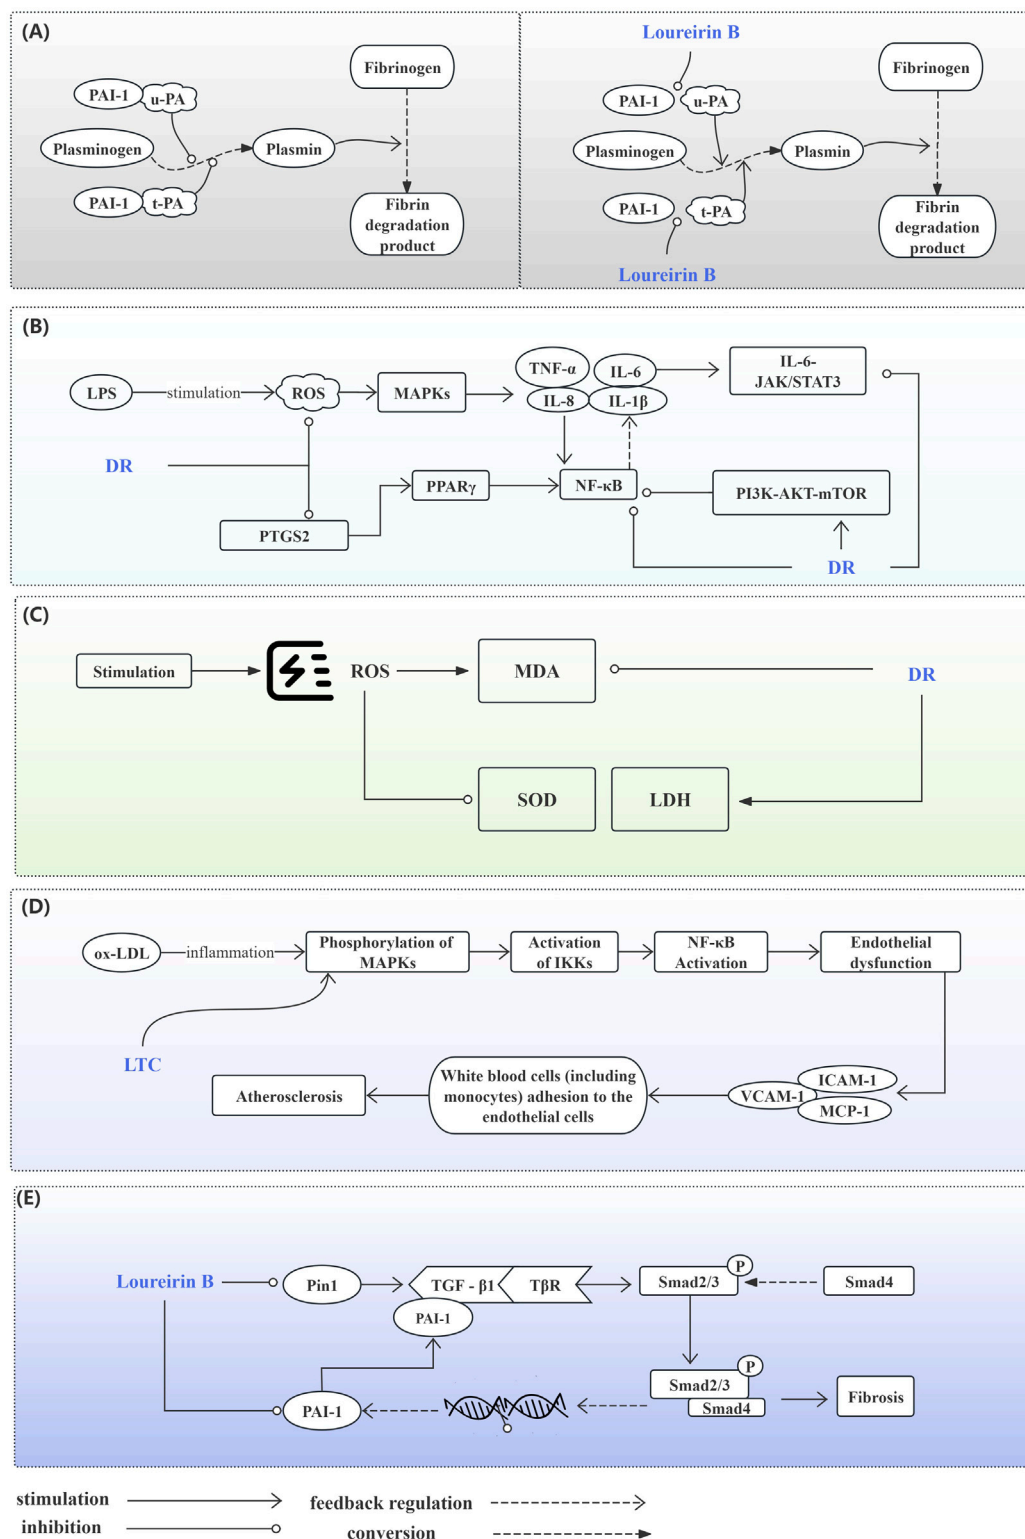 (A)
Fibrinogen
PAI-1
u-PA
Plasminogen
Plasmin
PAI-1
t-PA
Fibrin
degradation
product
Loureirin B
Fibrinogen
PAI-1
u-PA
Plasminogen
Plasmin
PAI-1
t-PA
Fibrin
degradation
product
Loureirin B
(B)
LPS
stimulation
ROS
MAPKs
TNF-α
IL-6
IL-8
IL-1β
IL-6-
JAK/STAT3
DR
PPARγ
NF-κB
PI3K-AKT-mTOR
PTGS2
DR
(C)
Stimulation
ROS
MDA
DR
SOD
LDH
(D)
ox-LDL
inflammation
Phosphorylation of
MAPKs
Activation
of IKKs
NF-κB
Activation
Endothelial
dysfunction
LTC
Atherosclerosis
White blood cells (including
monocytes) adhesion to the
endothelial cells
VCAM-1
ICAM-1
MCP-1
(E)
Loureirin B
Pin1
TGF - β1
TβR
PAI-1
Smad2/3
P
Smad4
PAI-1
Smad2/3
P
Smad4
Fibrosis
stimulation
feedback regulation
inhibition
conversion